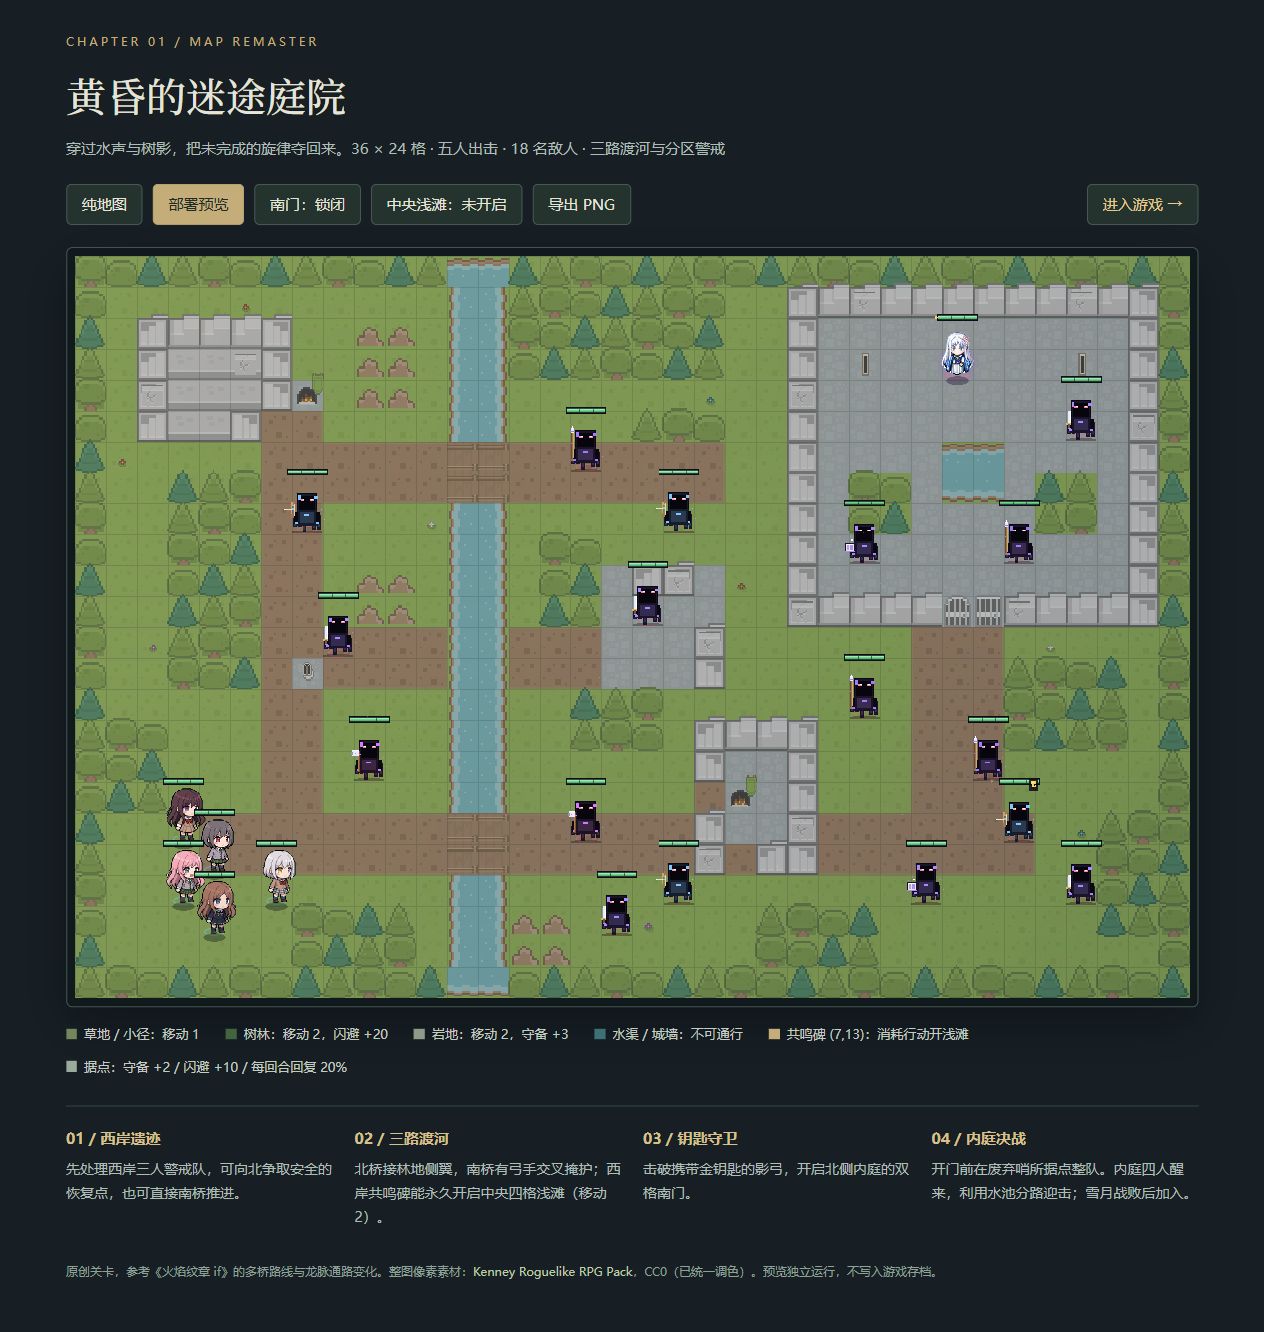 CHAPTER 01 / MAP REMASTER
黄昏的迷途庭院
穿过水声与树影，把未完成的旋律夺回来。36 × 24 格 · 五人出击 · 18 名敌人 · 三路渡河与分区警戒
纯地图 部署预览 南门：锁闭 中央浅滩：未开启 导出 PNG 进入游戏 →
草地 / 小径：移动 1 树林：移动 2，闪避 +20 岩地：移动 2，守备 +3 水渠 / 城墙：不可通行 共鸣碑 (7,13)：消耗行动开浅滩
据点：守备 +2 / 闪避 +10 / 每回合回复 20%
01 / 西岸遗迹
先处理西岸三人警戒队，可向北争取安全的
恢复点，也可直接南桥推进。
02 / 三路渡河
北桥接林地侧翼，南桥有弓手交叉掩护；西
岸共鸣碑能永久开启中央四格浅滩（移动
2）。
03 / 钥匙守卫
击破携带金钥匙的影弓，开启北侧内庭的双
格南门。
04 / 内庭决战
开门前在废弃哨所据点整队。内庭四人醒
来，利用水池分路迎击；雪月战败后加入。
原创关卡，参考《火焰纹章 if》的多桥路线与龙脉通路变化。整图像素素材：Kenney Roguelike RPG Pack，CC0（已统一调色）。预览独立运行，不写入游戏存档。